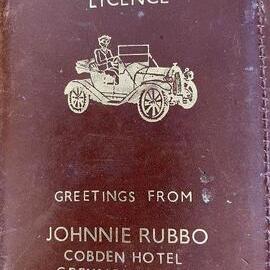 LICENCE
GREETINGS FROM
JOHNNIE RUBBO
COBDEN HOTEL